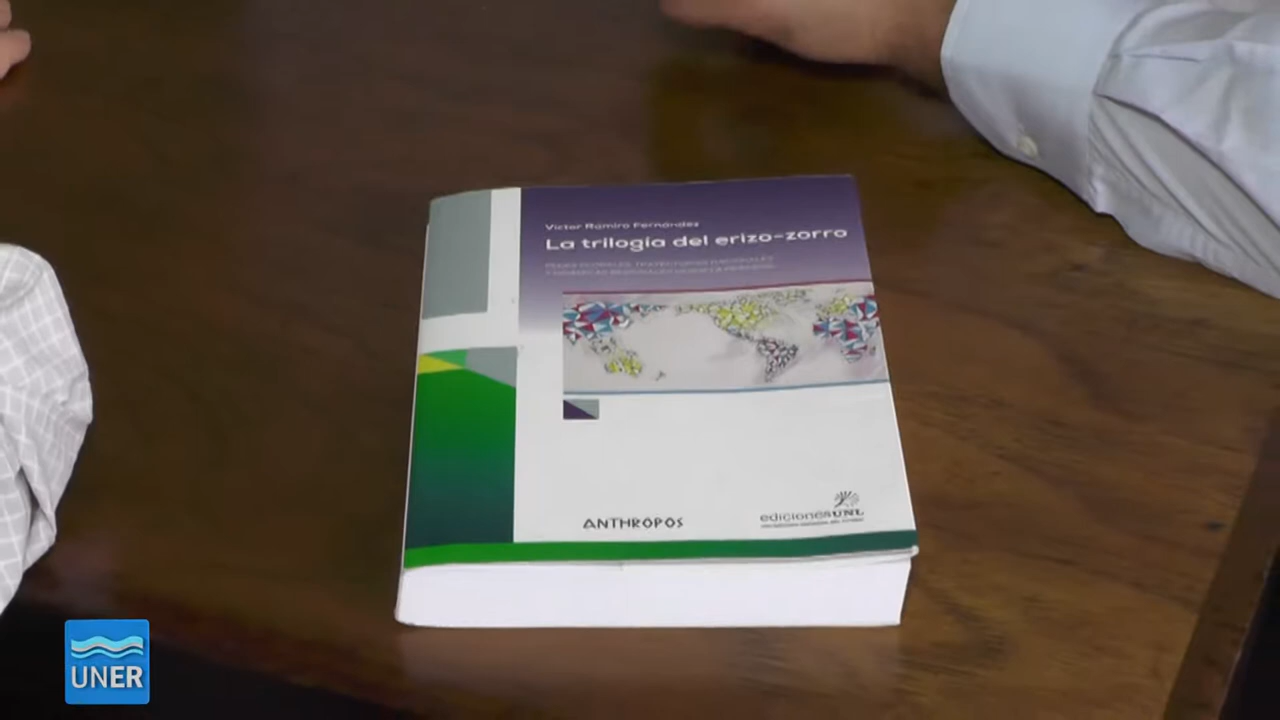 Víctor Ramiro Fernández
La trilogía del erizo-zorro
ANTHROPOS
edicionesUNL
UNER